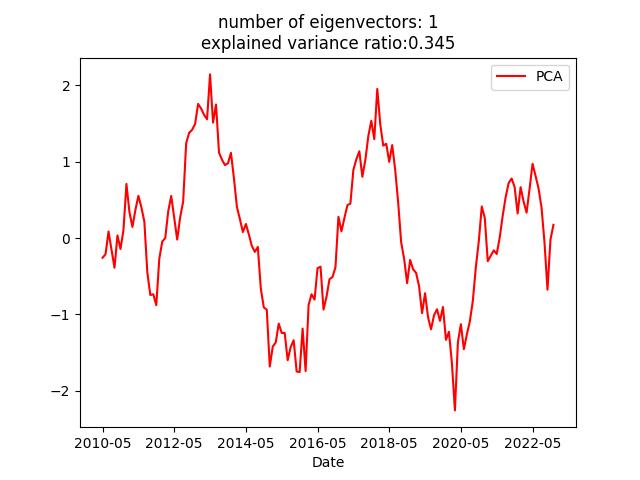 number of eigenvectors: 1
explained variance ratio:0.345
PCA
2
1
0
−1
−2
2010-05 2012-05 2014-05 2016-05 2018-05 2020-05 2022-05
Date